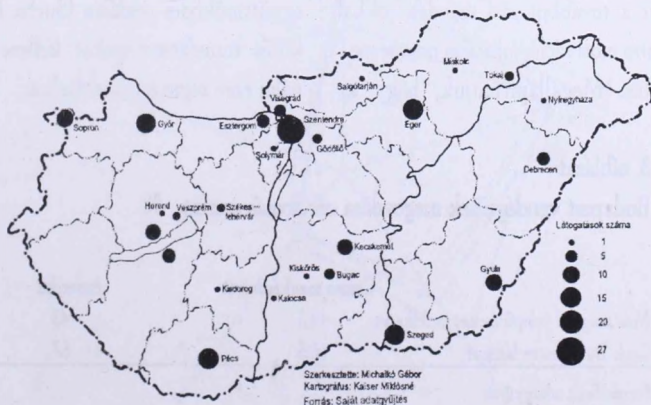 Salgótarján
Miskolc
Tokaj
Nyíregyháza
Visegrád
Sopron
Győr
Esztergom
Szentendre
Eger
Gödöllő
Solymár
Debrecen
Herend
Veszprém
Székes-
fehérvár
Látogatások száma
1
5
10
15
20
Kecskemét
Kiskőrös
Bugac
Gyula
Kalocsa
Szeged
Pécs
Szerkesztette: Michalkó Gábor
Kartográfus: Kaiser Miklósné
Forrás: Saját adatgyűjtés